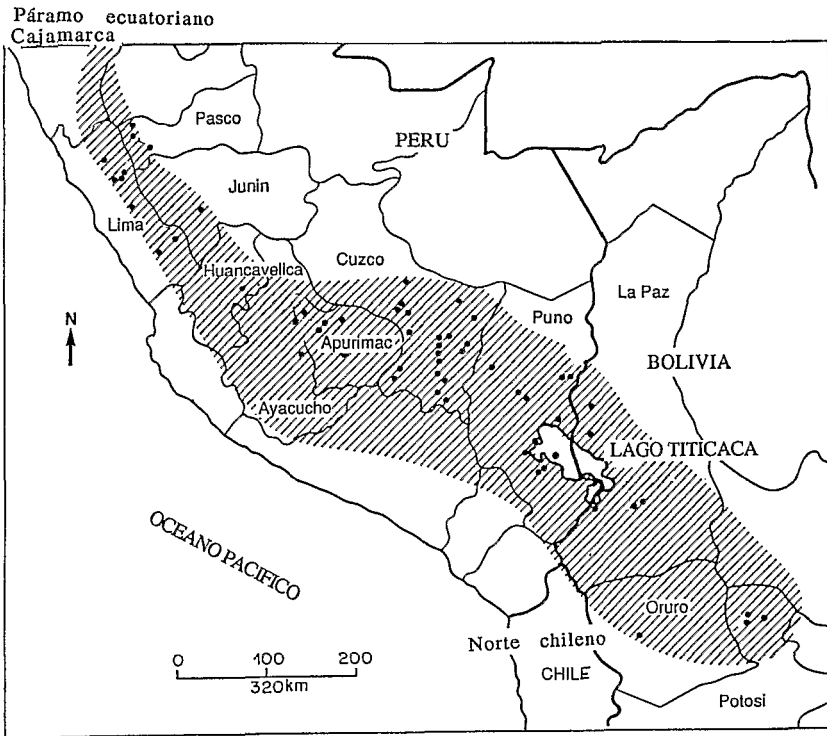 Páramo ecuatoriano
Cajamarca
Pasco
PERU
Junin
Lima
Huancavelica
Cuzco
La Paz
Puno
N
Apurimac
BOLIVIA
Ayacucho
LAGO TITICACA
OCEANO PACIFICO
Oruro
Norte chileno
0 100 200
320km
CHILE
Potosi